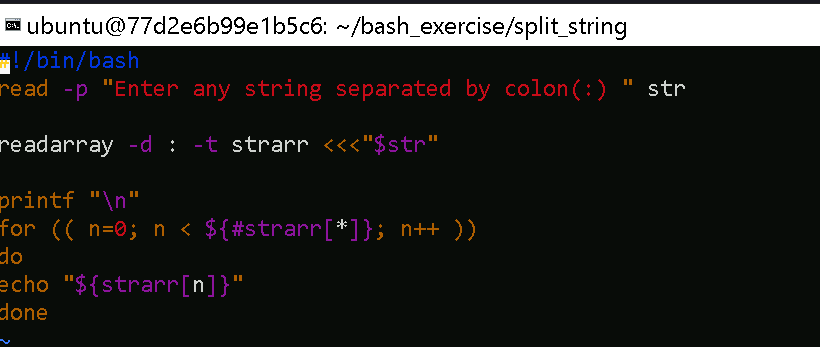 ubuntu@77d2e6b99e1b5c6: ~/bash_exercise/split_string
#!/bin/bash
read -p "Enter any string separated by colon(:) " str
readarray -d : -t strarr <<<"$str"
printf "\n"
for (( n=0; n < ${#strarr[*]}; n++ ))
do
echo "${strarr[n]}"
done
~